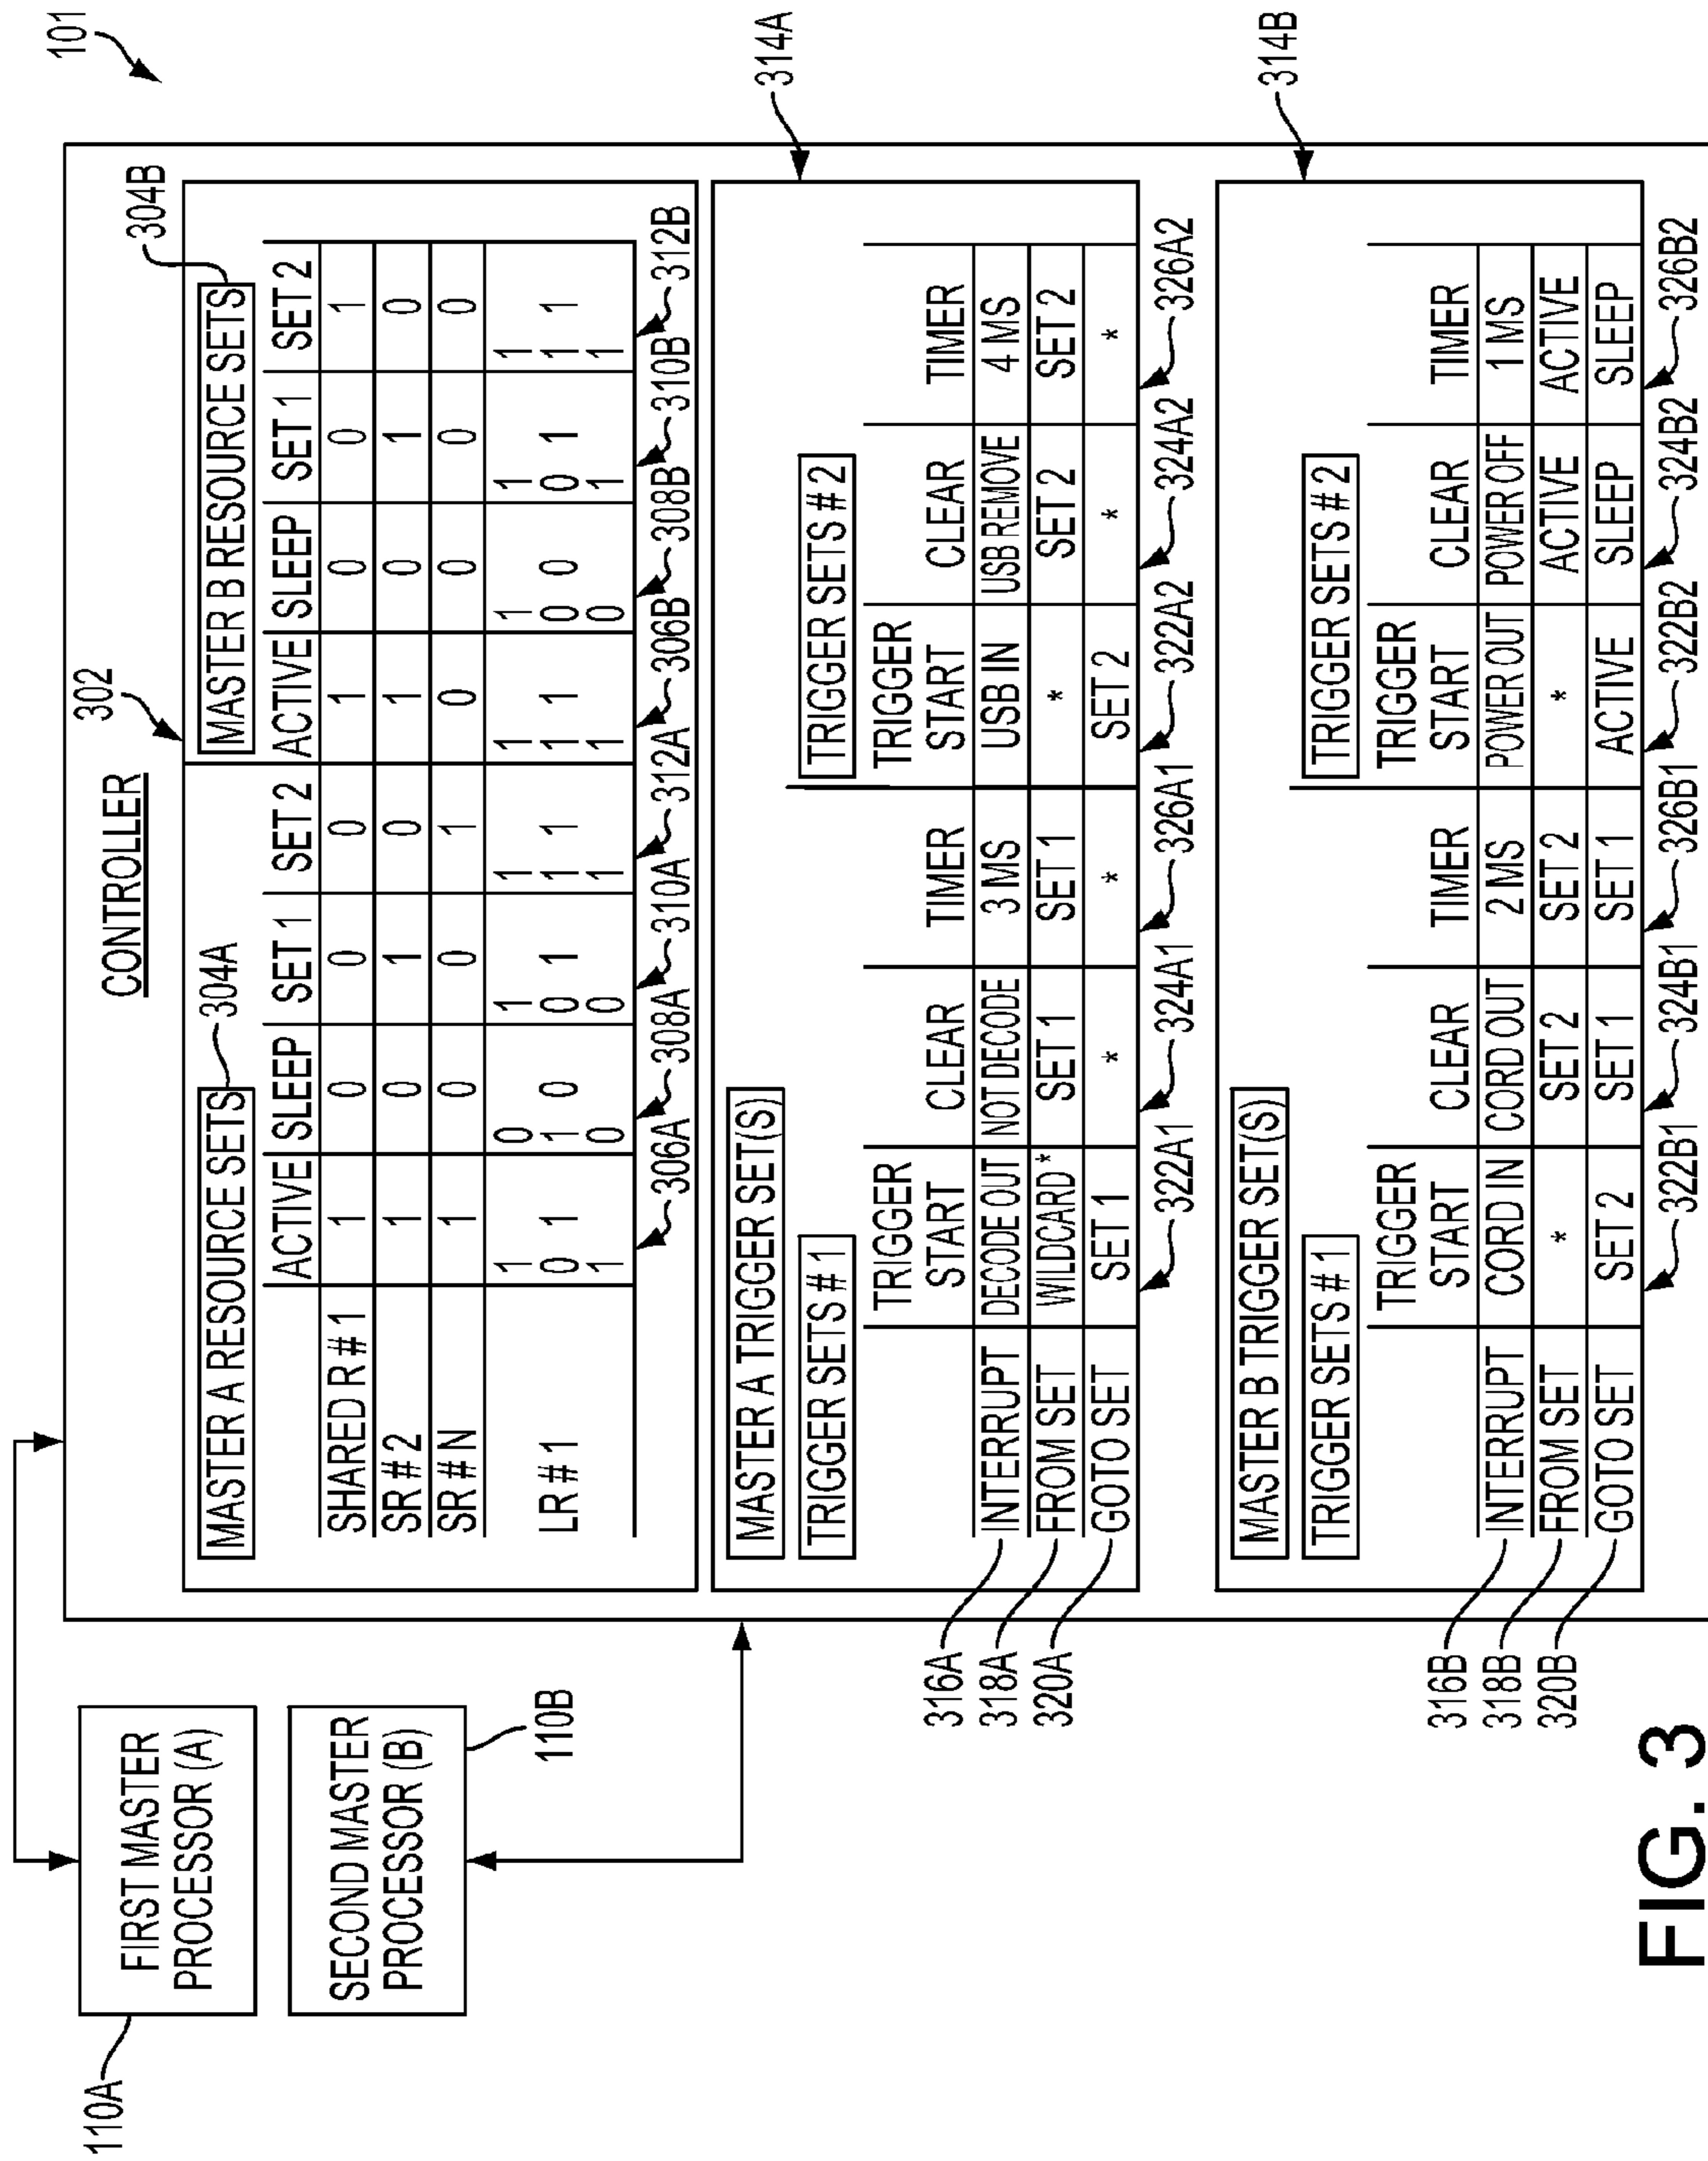 101
FIRST MASTER
PROCESSOR (A)
110A
SECOND MASTER
PROCESSOR (B)
110B
CONTROLLER
302
MASTER A RESOURCE SETS
304A
MASTER B RESOURCE SETS
304B
ACTIVE SLEEP SET 1 SET 2 ACTIVE SLEEP SET 1 SET 2
SHARED R # 1 1 0 0 0 1 0 0 1
SR # 2 1 0 1 0 1 0 1 0
SR # N 1 0 0 1 0 0 0 0
1 0 1 1 1 1 1 1
LR # 1 0 1 1 0 0 1 1 1 1 1 0 0 0 1 1 1
1 0 0 1 1 0 1 1
306A 308A 310A 312A 306B 308B 310B 312B
314A
MASTER A TRIGGER SET(S)
TRIGGER SETS # 1 TRIGGER SETS # 2
TRIGGER TRIGGER
START CLEAR TIMER START CLEAR TIMER
316A INTERRUPT DECODE OUT NOT DECODE 3 MS USB IN USB REMOVE 4 MS
318A FROM SET WILDCARD* SET 1 SET 1 * SET 2 SET 2
320A GOTO SET SET 1 * * SET 2 * *
322A1 324A1 326A1 322A2 324A2 326A2
314B
MASTER B TRIGGER SET(S)
TRIGGER SETS # 1 TRIGGER SETS # 2
TRIGGER TRIGGER
START CLEAR TIMER START CLEAR TIMER
316B INTERRUPT CORD IN CORD OUT 2 MS POWER OUT POWER OFF 1 MS
318B FROM SET * SET 2 SET 2 * ACTIVE ACTIVE
320B GOTO SET SET 2 SET 1 SET 1 ACTIVE SLEEP SLEEP
322B1 324B1 326B1 322B2 324B2 326B2
FIG. 3